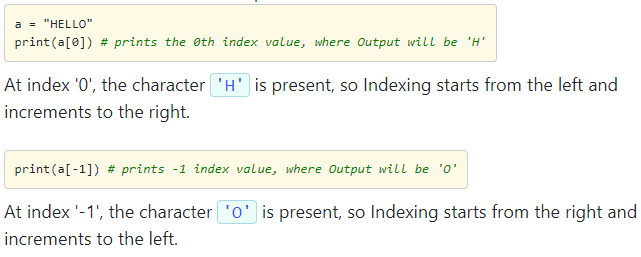 a = "HELLO"
print(a[0]) # prints the 0th index value, where Output will be 'H'
At index '0', the character 'H' is present, so Indexing starts from the left and
increments to the right.
print(a[-1]) # prints -1 index value, where Output will be 'O'
At index '-1', the character 'O' is present, so Indexing starts from the right and
increments to the left.